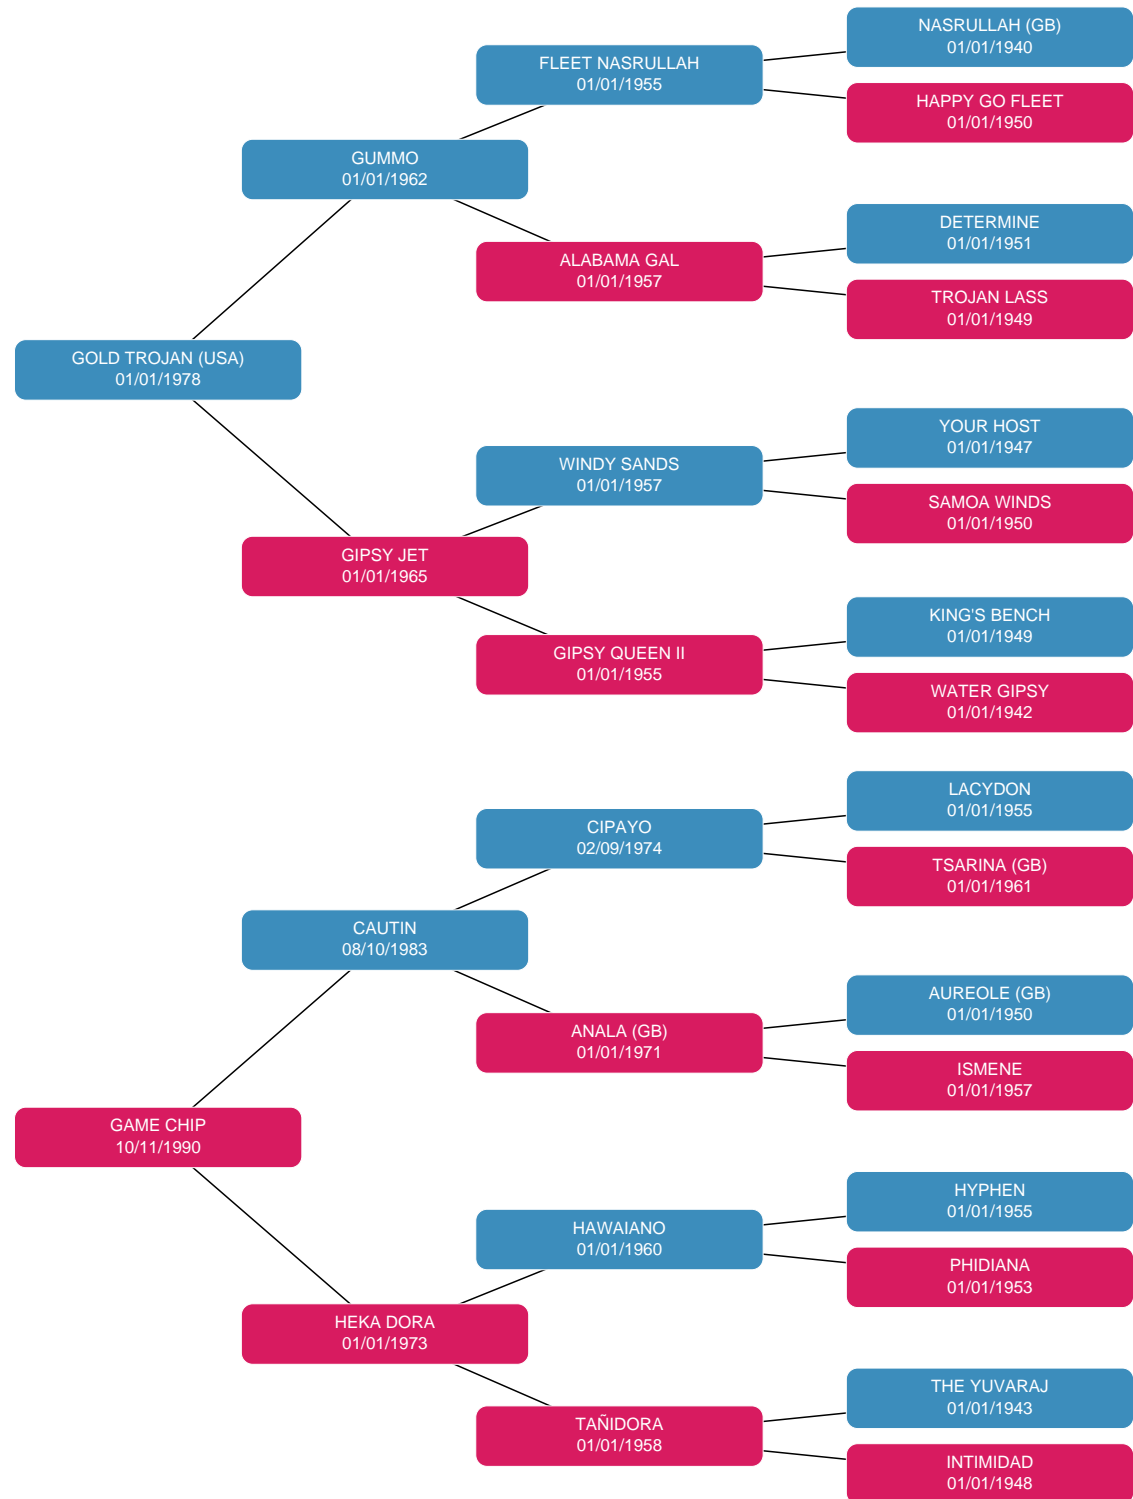 NASRULLAH (GB)
01/01/1940
FLEET NASRULLAH
01/01/1955
HAPPY GO FLEET
01/01/1950
GUMMO
01/01/1962
DETERMINE
01/01/1951
ALABAMA GAL
01/01/1957
TROJAN LASS
01/01/1949
GOLD TROJAN (USA)
01/01/1978
YOUR HOST
01/01/1947
WINDY SANDS
01/01/1957
SAMOA WINDS
01/01/1950
GIPSY JET
01/01/1965
KING'S BENCH
01/01/1949
GIPSY QUEEN II
01/01/1955
WATER GIPSY
01/01/1942
LACYDON
01/01/1955
CIPAYO
02/09/1974
TSARINA (GB)
01/01/1961
CAUTIN
08/10/1983
AUREOLE (GB)
01/01/1950
ANALA (GB)
01/01/1971
ISMENE
01/01/1957
GAME CHIP
10/11/1990
HYPHEN
01/01/1955
HAWAIANO
01/01/1960
PHIDIANA
01/01/1953
HEKA DORA
01/01/1973
THE YUVARAJ
01/01/1943
TAÑIDORA
01/01/1958
INTIMIDAD
01/01/1948